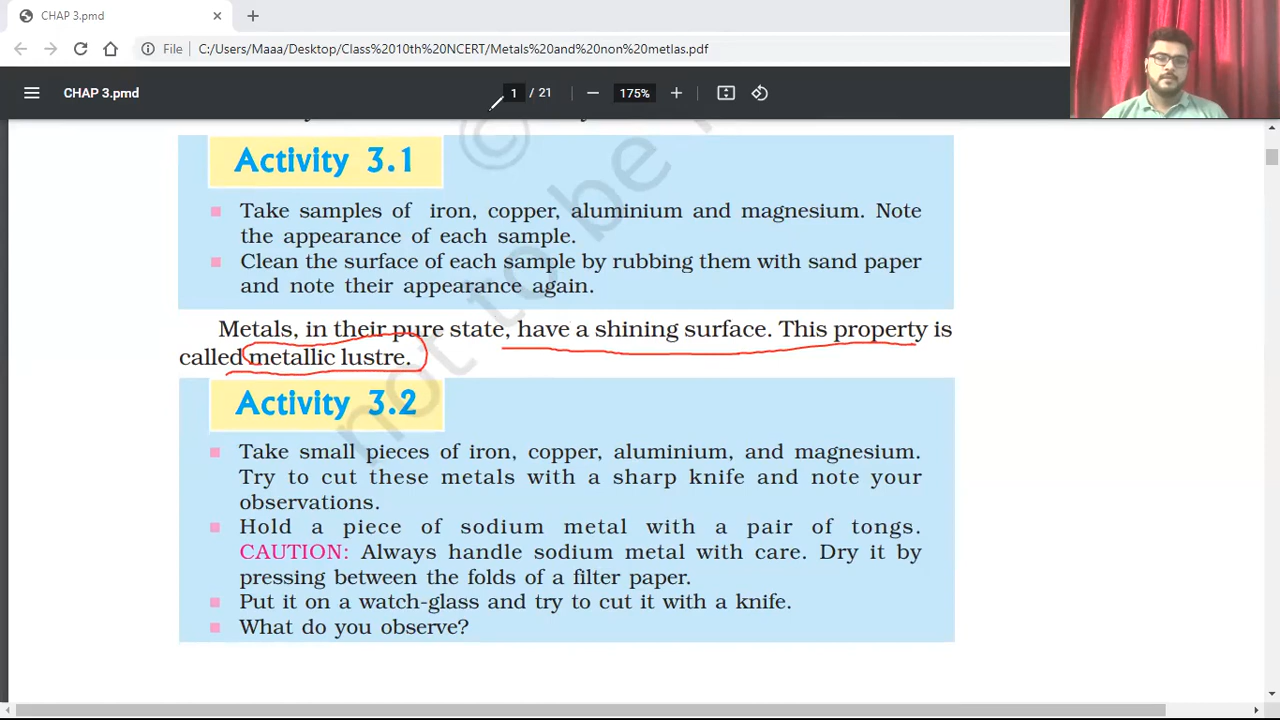 CHAP 3.pmd
File C:/Users/Maaa/Desktop/Class%2010th%20NCERT/Metals%20and%20non%20metlas.pdf
CHAP 3.pmd 1 / 21 175%
©
not to be
Activity 3.1
Take samples of iron, copper, aluminium and magnesium. Note
the appearance of each sample.
Clean the surface of each sample by rubbing them with sand paper
and note their appearance again.
Metals, in their pure state, have a shining surface. This property is
called metallic lustre.
Activity 3.2
Take small pieces of iron, copper, aluminium, and magnesium.
Try to cut these metals with a sharp knife and note your
observations.
Hold a piece of sodium metal with a pair of tongs.
CAUTION: Always handle sodium metal with care. Dry it by
pressing between the folds of a filter paper.
Put it on a watch-glass and try to cut it with a knife.
What do you observe?